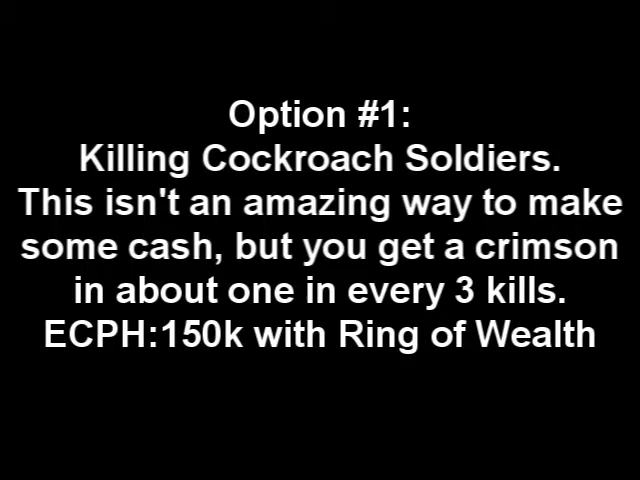 Option #1:
Killing Cockroach Soldiers.
This isn't an amazing way to make
some cash, but you get a crimson
in about one in every 3 kills.
ECPH:150k with Ring of Wealth